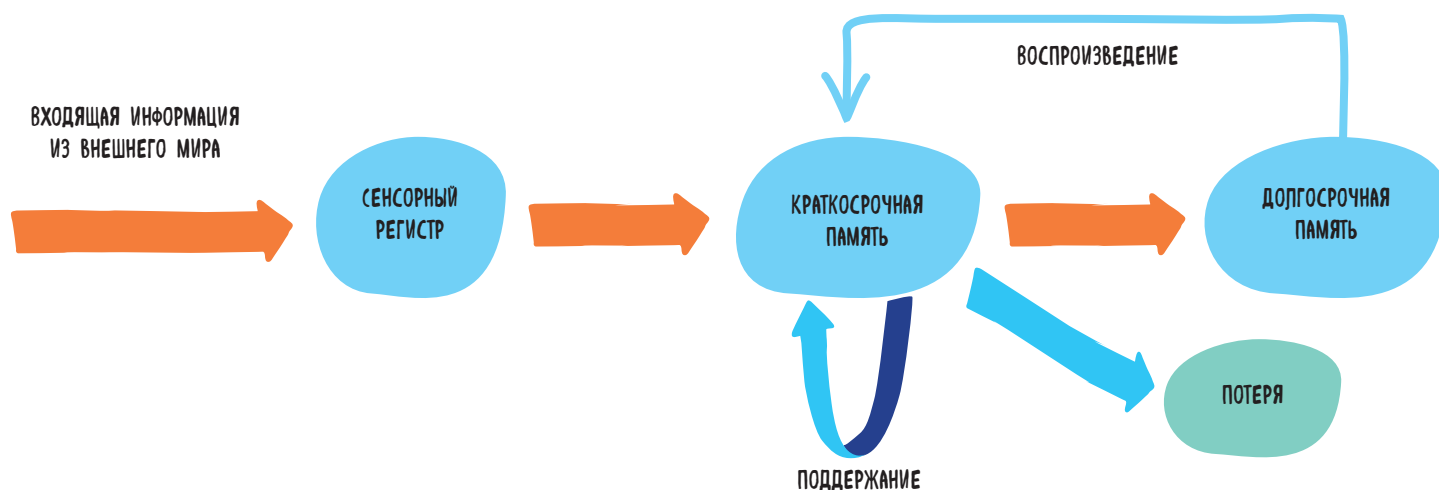 ВОСПРОИЗВЕДЕНИЕ
ВХОДЯЩАЯ ИНФОРМАЦИЯ
ИЗ ВНЕШНЕГО МИРА
СЕНСОРНЫЙ
РЕГИСТР
КРАТКОСРОЧНАЯ
ПАМЯТЬ
ДОЛГОСРОЧНАЯ
ПАМЯТЬ
ПОТЕРЯ
ПОДДЕРЖАНИЕ